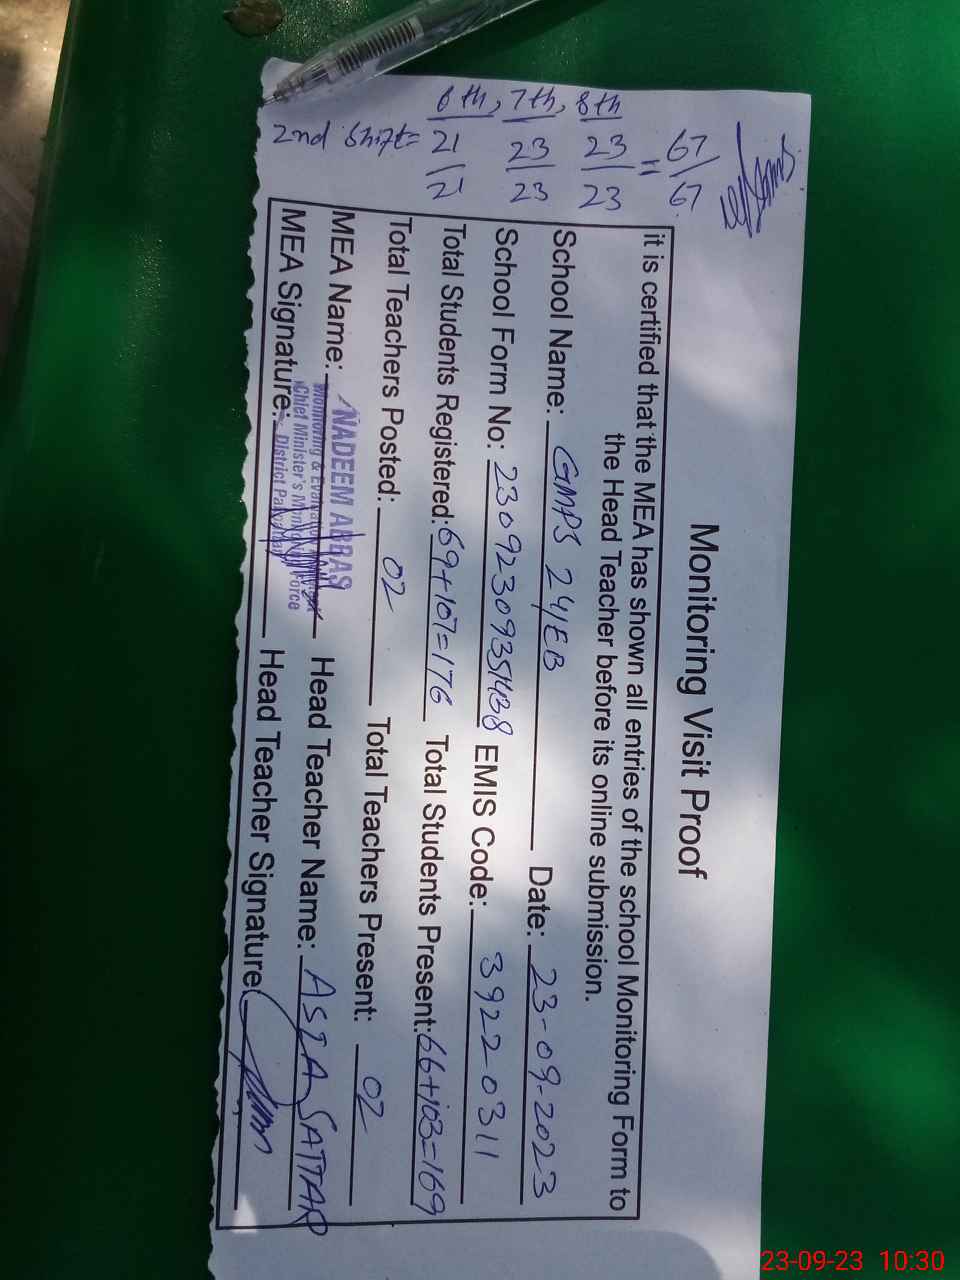 6th, 7th, 8th
2nd Shift= 21/21 23/23 23/23 = 67/67
Monitoring Visit Proof
it is certified that the MEA has shown all entries of the school Monitoring Form to
the Head Teacher before its online submission.
School Name: GMPS 24/EB Date: 23-09-2023
School Form No: 23092309351438 EMIS Code: 39220311
Total Students Registered: 69+107=176 Total Students Present: 66+103=169
Total Teachers Posted: 02 Total Teachers Present: 02
MEA Name: NADEEM ABBAS Head Teacher Name: ASIA SATTAR
Monitoring & Evaluation
Chief Minister's Monitoring Force
District Pakpattan
MEA Signature: Head Teacher Signature
23-09-23 10:30